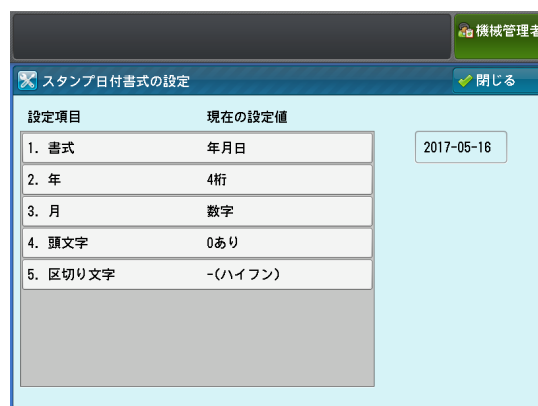 機械管理者
スタンプ日付書式の設定
閉じる
設定項目 現在の設定値
1. 書式 年月日
2017-05-16
2. 年 4桁
3. 月 数字
4. 頭文字 0あり
5. 区切り文字 -(ハイフン)